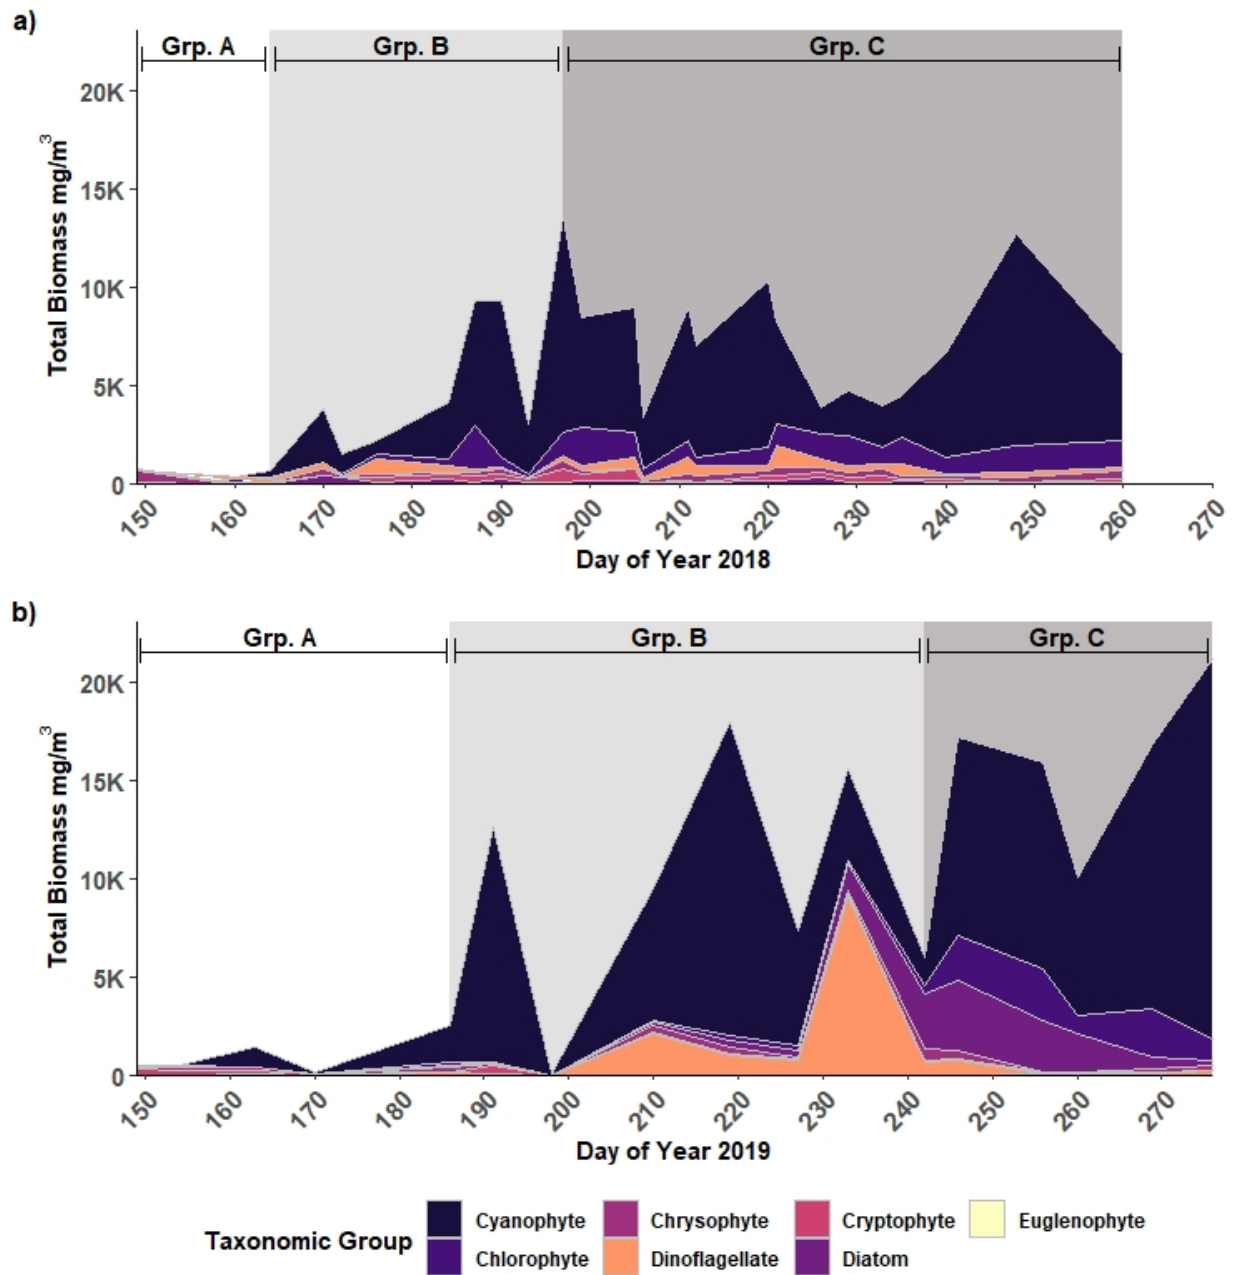 a)
Grp. A Grp. B Grp. C
Total Biomass mg/m³
20K
15K
10K
5K
0
150 160 170 180 190 200 210 220 230 240 250 260 270
Day of Year 2018
b)
Grp. A Grp. B Grp. C
Total Biomass mg/m³
20K
15K
10K
5K
0
150 160 170 180 190 200 210 220 230 240 250 260 270
Day of Year 2019
Taxonomic Group
Cyanophyte Chrysophyte Cryptophyte Euglenophyte
Chlorophyte Dinoflagellate Diatom